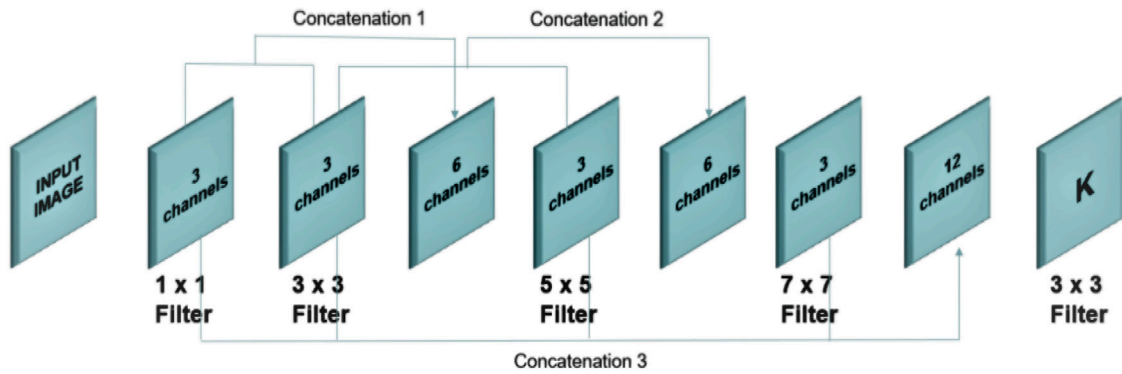 Concatenation 1
Concatenation 2
INPUT
IMAGE
3
channels
3
channels
6
channels
3
channels
6
channels
3
channels
12
channels
K
1 x 1
Filter
3 x 3
Filter
5 x 5
Filter
7 x 7
Filter
3 x 3
Filter
Concatenation 3